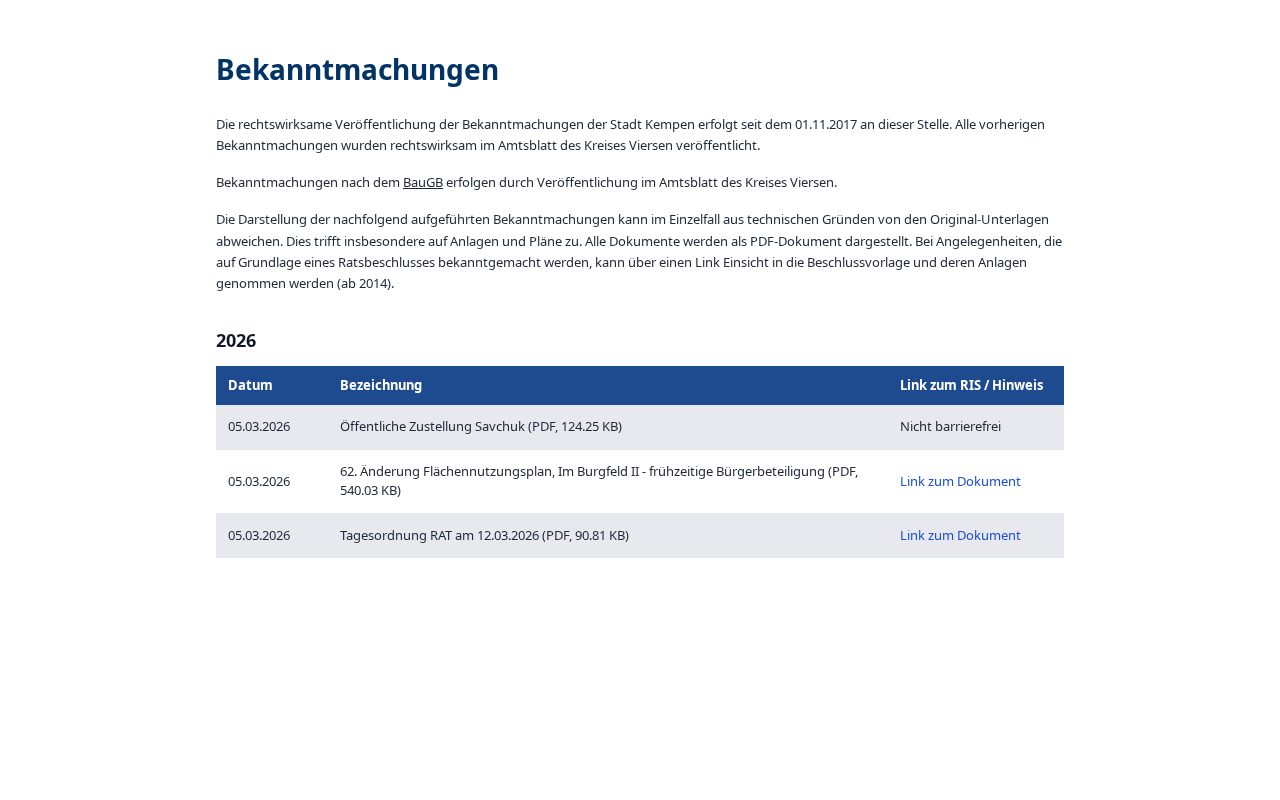 Bekanntmachungen
Die rechtswirksame Veröffentlichung der Bekanntmachungen der Stadt Kempen erfolgt seit dem 01.11.2017 an dieser Stelle. Alle vorherigen
Bekanntmachungen wurden rechtswirksam im Amtsblatt des Kreises Viersen veröffentlicht.
Bekanntmachungen nach dem BauGB erfolgen durch Veröffentlichung im Amtsblatt des Kreises Viersen.
Die Darstellung der nachfolgend aufgeführten Bekanntmachungen kann im Einzelfall aus technischen Gründen von den Original-Unterlagen
abweichen. Dies trifft insbesondere auf Anlagen und Pläne zu. Alle Dokumente werden als PDF-Dokument dargestellt. Bei Angelegenheiten, die
auf Grundlage eines Ratsbeschlusses bekanntgemacht werden, kann über einen Link Einsicht in die Beschlussvorlage und deren Anlagen
genommen werden (ab 2014).
2026
Datum Bezeichnung Link zum RIS / Hinweis
05.03.2026 Öffentliche Zustellung Savchuk (PDF, 124.25 KB) Nicht barrierefrei
05.03.2026 62. Änderung Flächennutzungsplan, Im Burgfeld II - frühzeitige Bürgerbeteiligung (PDF,
540.03 KB) Link zum Dokument
05.03.2026 Tagesordnung RAT am 12.03.2026 (PDF, 90.81 KB) Link zum Dokument